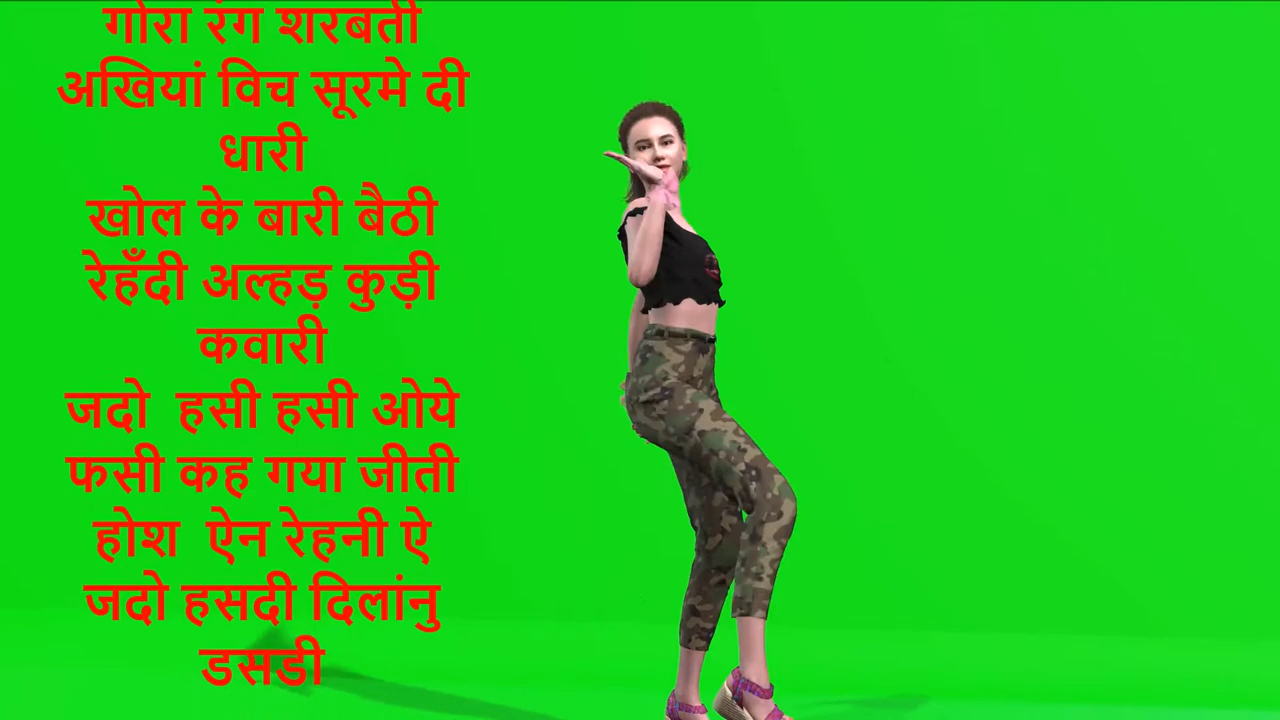 गोरा रंग शरबती
अखियां विच सूरमे दी
धारी
खोल के बारी बैठी
रेहँदी अल्हड़ कुड़ी
कवारी
जदो  हसी हसी ओये
फसी कह गया जीती
होश  ऐन रेहनी ऐ
जदो हसदी दिलांनु
डसडी